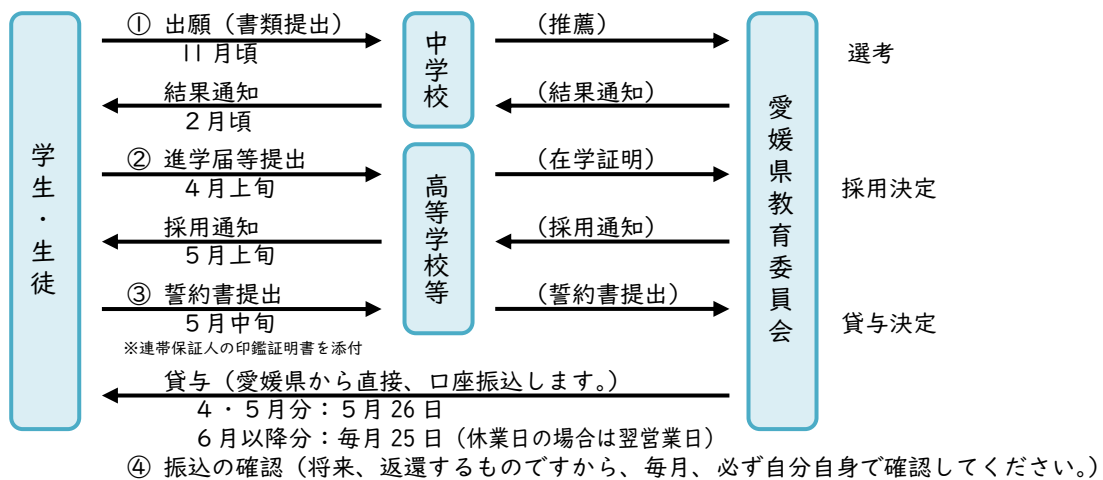 ① 出願（書類提出）
11月頃
（推薦）
選考
中学校
結果通知
２月頃
（結果通知）
学生・生徒
② 進学届等提出
４月上旬
（在学証明）
愛媛県教育委員会
採用決定
高等学校等
採用通知
５月上旬
（採用通知）
③ 誓約書提出
５月中旬
（誓約書提出）
貸与決定
※連帯保証人の印鑑証明書を添付
貸与（愛媛県から直接、口座振込します。）
４・５月分：５月26日
６月以降分：毎月25日（休業日の場合は翌営業日）
④ 振込の確認（将来、返還するものですから、毎月、必ず自分自身で確認してください。）